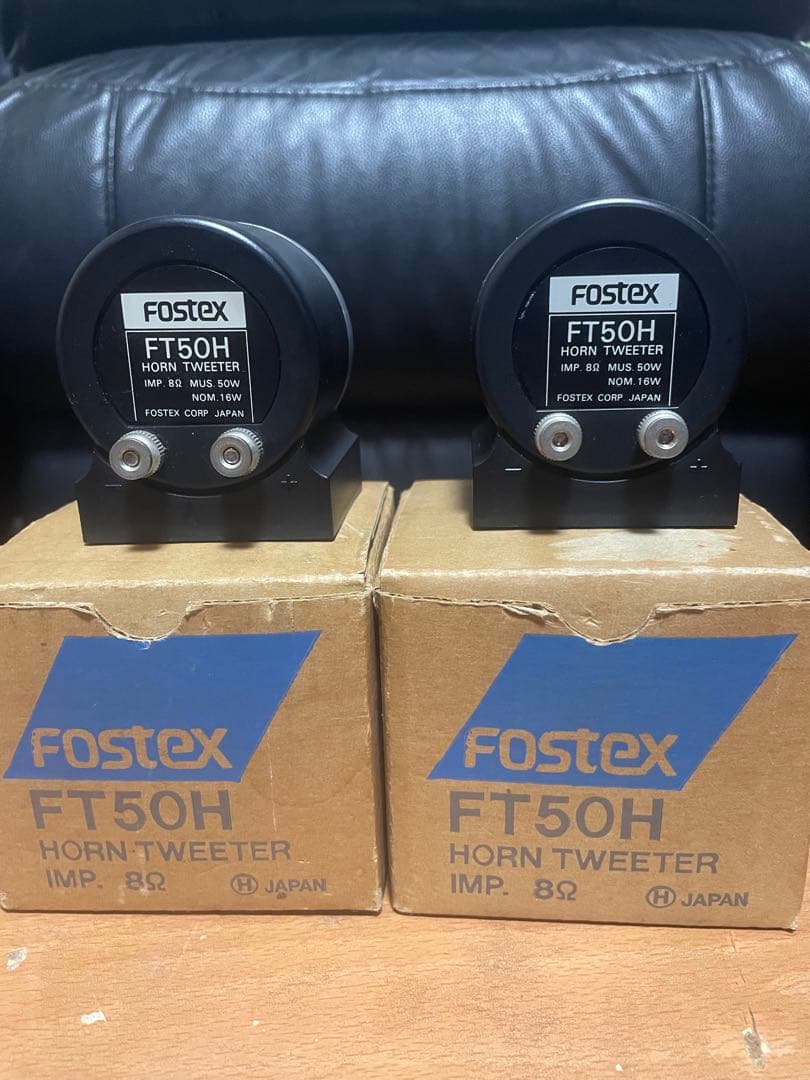 FOSTEX
FT50H
HORN TWEETER
IMP. 8Ω MUS. 50W
NOM. 16W
FOSTEX CORP. JAPAN
- +
FOSTEX
FT50H
HORN TWEETER
IMP. 8Ω MUS. 50W
NOM. 16W
FOSTEX CORP. JAPAN
- +
FOSTEX
FT50H
HORN TWEETER
IMP. 8Ω Ⓗ JAPAN
FOSTEX
FT50H
HORN TWEETER
IMP. 8Ω Ⓗ JAPAN